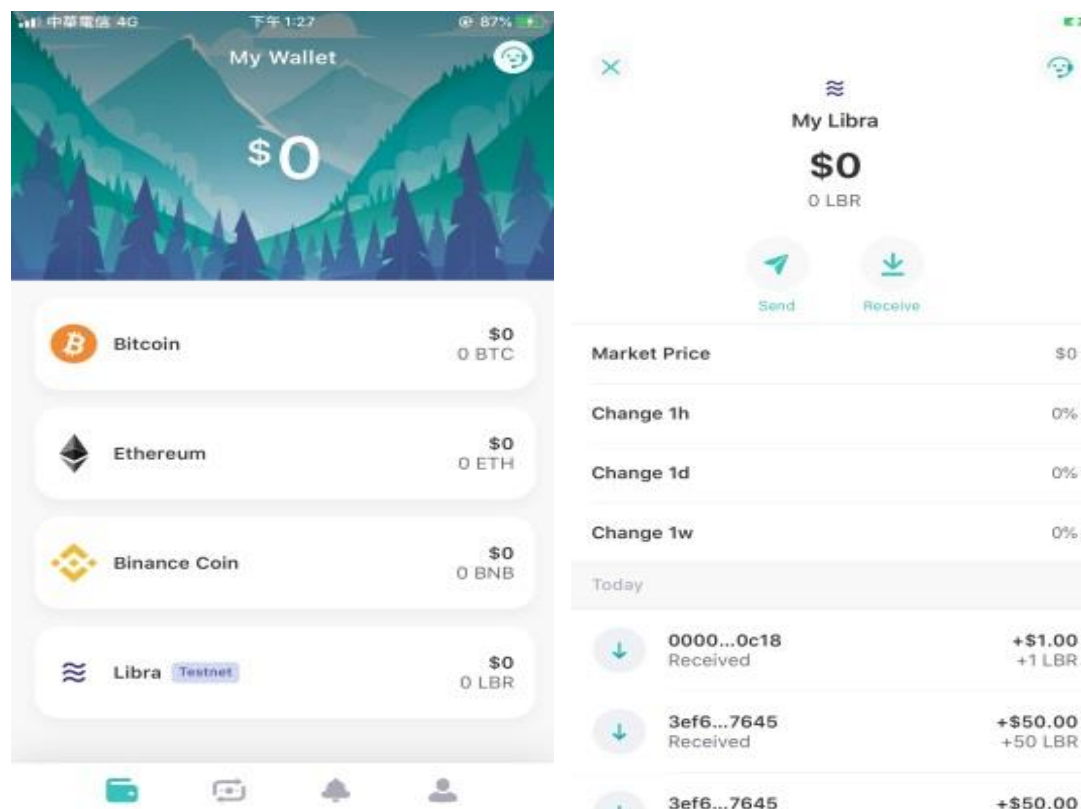 中華電信 4G 下午1:27 87%
My Wallet
$0
Bitcoin
$0
0 BTC
Ethereum
$0
0 ETH
Binance Coin
$0
0 BNB
Libra Testnet
$0
0 LBR
My Libra
$0
0 LBR
Send Receive
Market Price $0
Change 1h 0%
Change 1d 0%
Change 1w 0%
Today
0000...0c18 +$1.00
Received +1 LBR
3ef6...7645 +$50.00
Received +50 LBR
3ef6...7645 +$50.00